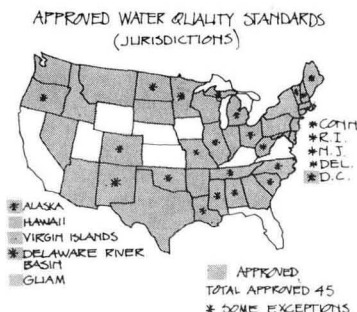 APPROVED WATER QUALITY STANDARDS
(JURISDICTIONS)
* CONN
* R.I.
* N.J.
* DEL.
* D.C.
* ALASKA
HAWAII
VIRGIN ISLANDS
* DELAWARE RIVER
BASIN
GUAM
APPROVED
TOTAL APPROVED 45
* SOME EXCEPTIONS